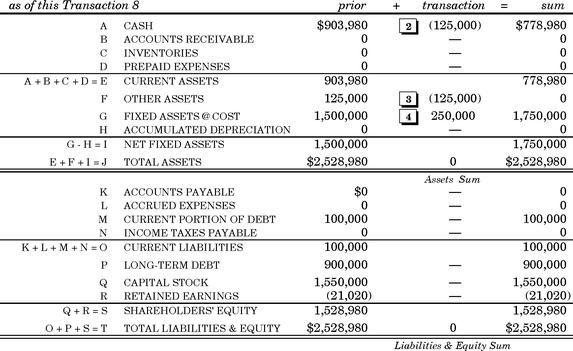 as of this Transaction 8 prior + transaction = sum
A CASH $903,980 2 (125,000) $778,980
B ACCOUNTS RECEIVABLE 0 — 0
C INVENTORIES 0 — 0
D PREPAID EXPENSES 0 — 0
A + B + C + D = E CURRENT ASSETS 903,980 778,980
F OTHER ASSETS 125,000 3 (125,000) 0
G FIXED ASSETS @ COST 1,500,000 4 250,000 1,750,000
H ACCUMULATED DEPRECIATION 0 — 0
G - H = I NET FIXED ASSETS 1,500,000 1,750,000
E + F + I = J TOTAL ASSETS $2,528,980 0 $2,528,980
Assets Sum
K ACCOUNTS PAYABLE $0 — 0
L ACCRUED EXPENSES 0 — 0
M CURRENT PORTION OF DEBT 100,000 — 100,000
N INCOME TAXES PAYABLE 0 — 0
K + L + M + N = O CURRENT LIABILITIES 100,000 100,000
P LONG-TERM DEBT 900,000 — 900,000
Q CAPITAL STOCK 1,550,000 — 1,550,000
R RETAINED EARNINGS (21,020) — (21,020)
Q + R = S SHAREHOLDERS' EQUITY 1,528,980 1,528,980
O + P + S = T TOTAL LIABILITIES & EQUITY $2,528,980 0 $2,528,980
Liabilities & Equity Sum